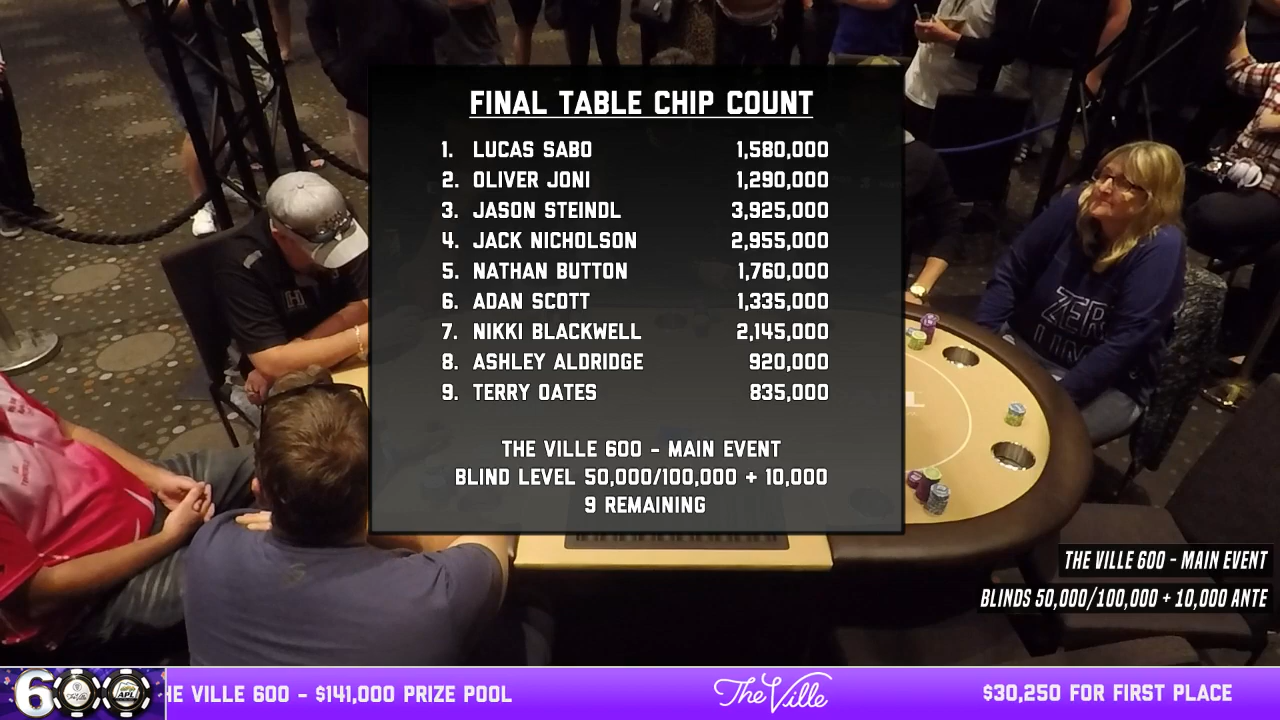 FINAL TABLE CHIP COUNT
1. LUCAS SABO 1,580,000
2. OLIVER JONI 1,290,000
3. JASON STEINDL 3,925,000
4. JACK NICHOLSON 2,955,000
5. NATHAN BUTTON 1,760,000
6. ADAN SCOTT 1,335,000
7. NIKKI BLACKWELL 2,145,000
8. ASHLEY ALDRIDGE 920,000
9. TERRY OATES 835,000
THE VILLE 600 - MAIN EVENT
BLIND LEVEL 50,000/100,000 + 10,000
9 REMAINING
THE VILLE 600 - MAIN EVENT
BLINDS 50,000/100,000 + 10,000 ANTE
600 APL
HE VILLE 600 - $141,000 PRIZE POOL
The Ville
$30,250 FOR FIRST PLACE